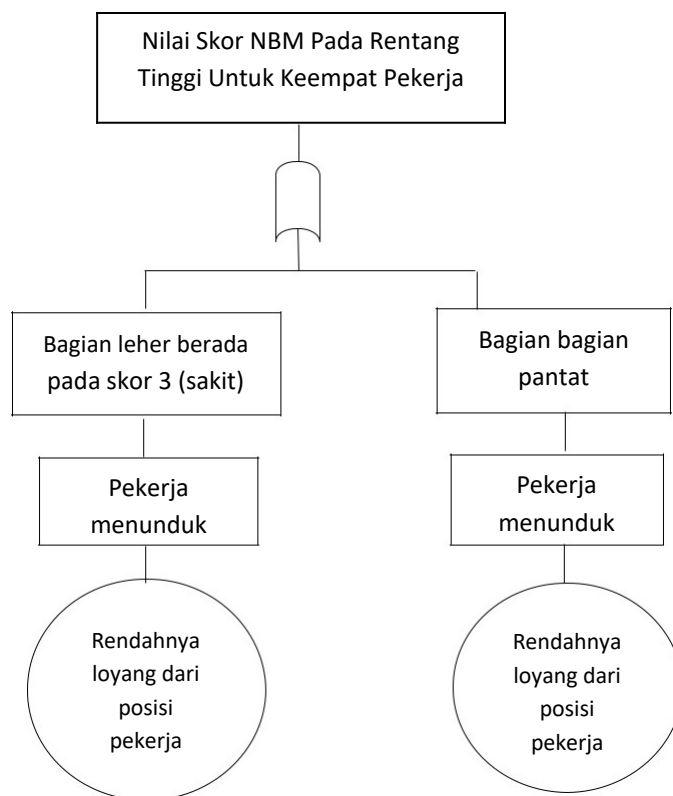 Nilai Skor NBM Pada Rentang
Tinggi Untuk Keempat Pekerja
Bagian leher berada
pada skor 3 (sakit)
Bagian bagian
pantat
Pekerja
menunduk
Pekerja
menunduk
Rendahnya
loyang dari
posisi
pekerja
Rendahnya
loyang dari
posisi
pekerja